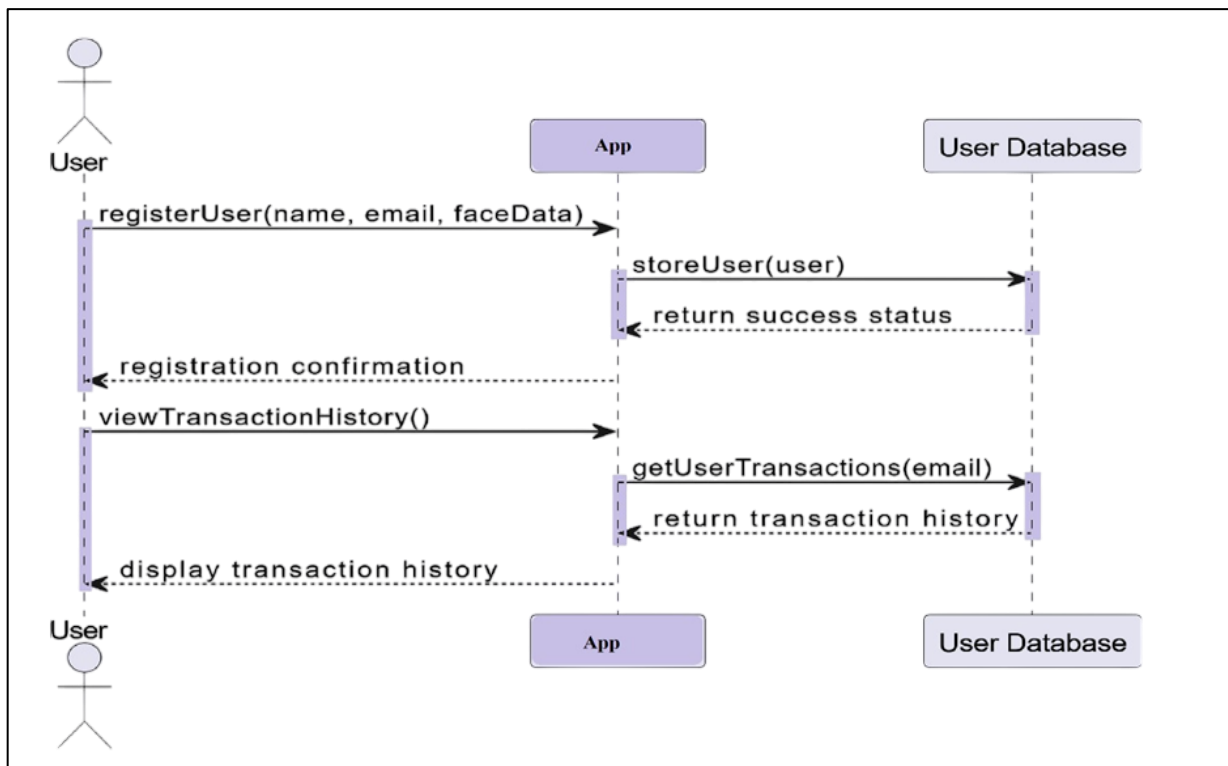 User
App
User Database
registerUser(name, email, faceData)
storeUser(user)
return success status
registration confirmation
viewTransactionHistory()
getUserTransactions(email)
return transaction history
display transaction history
User
App
User Database